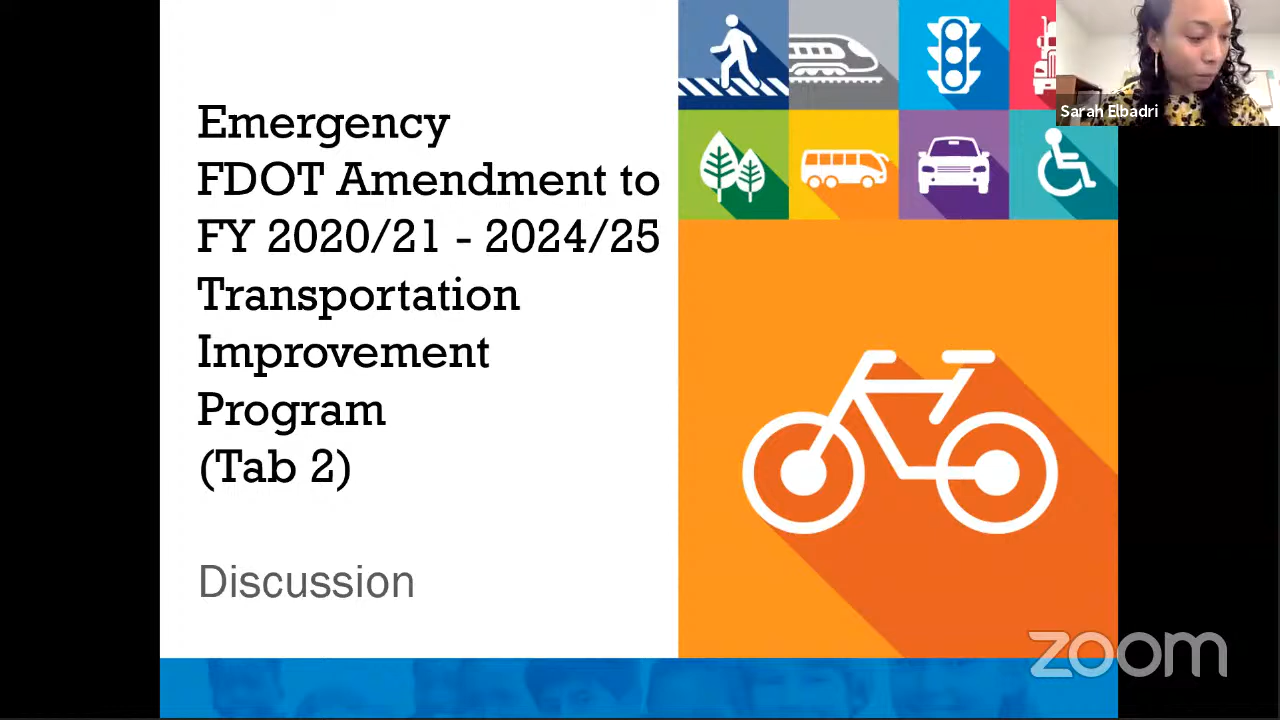 Emergency
FDOT Amendment to
FY 2020/21 - 2024/25
Transportation
Improvement
Program
(Tab 2)
Discussion
Sarah Elbadri
zoom